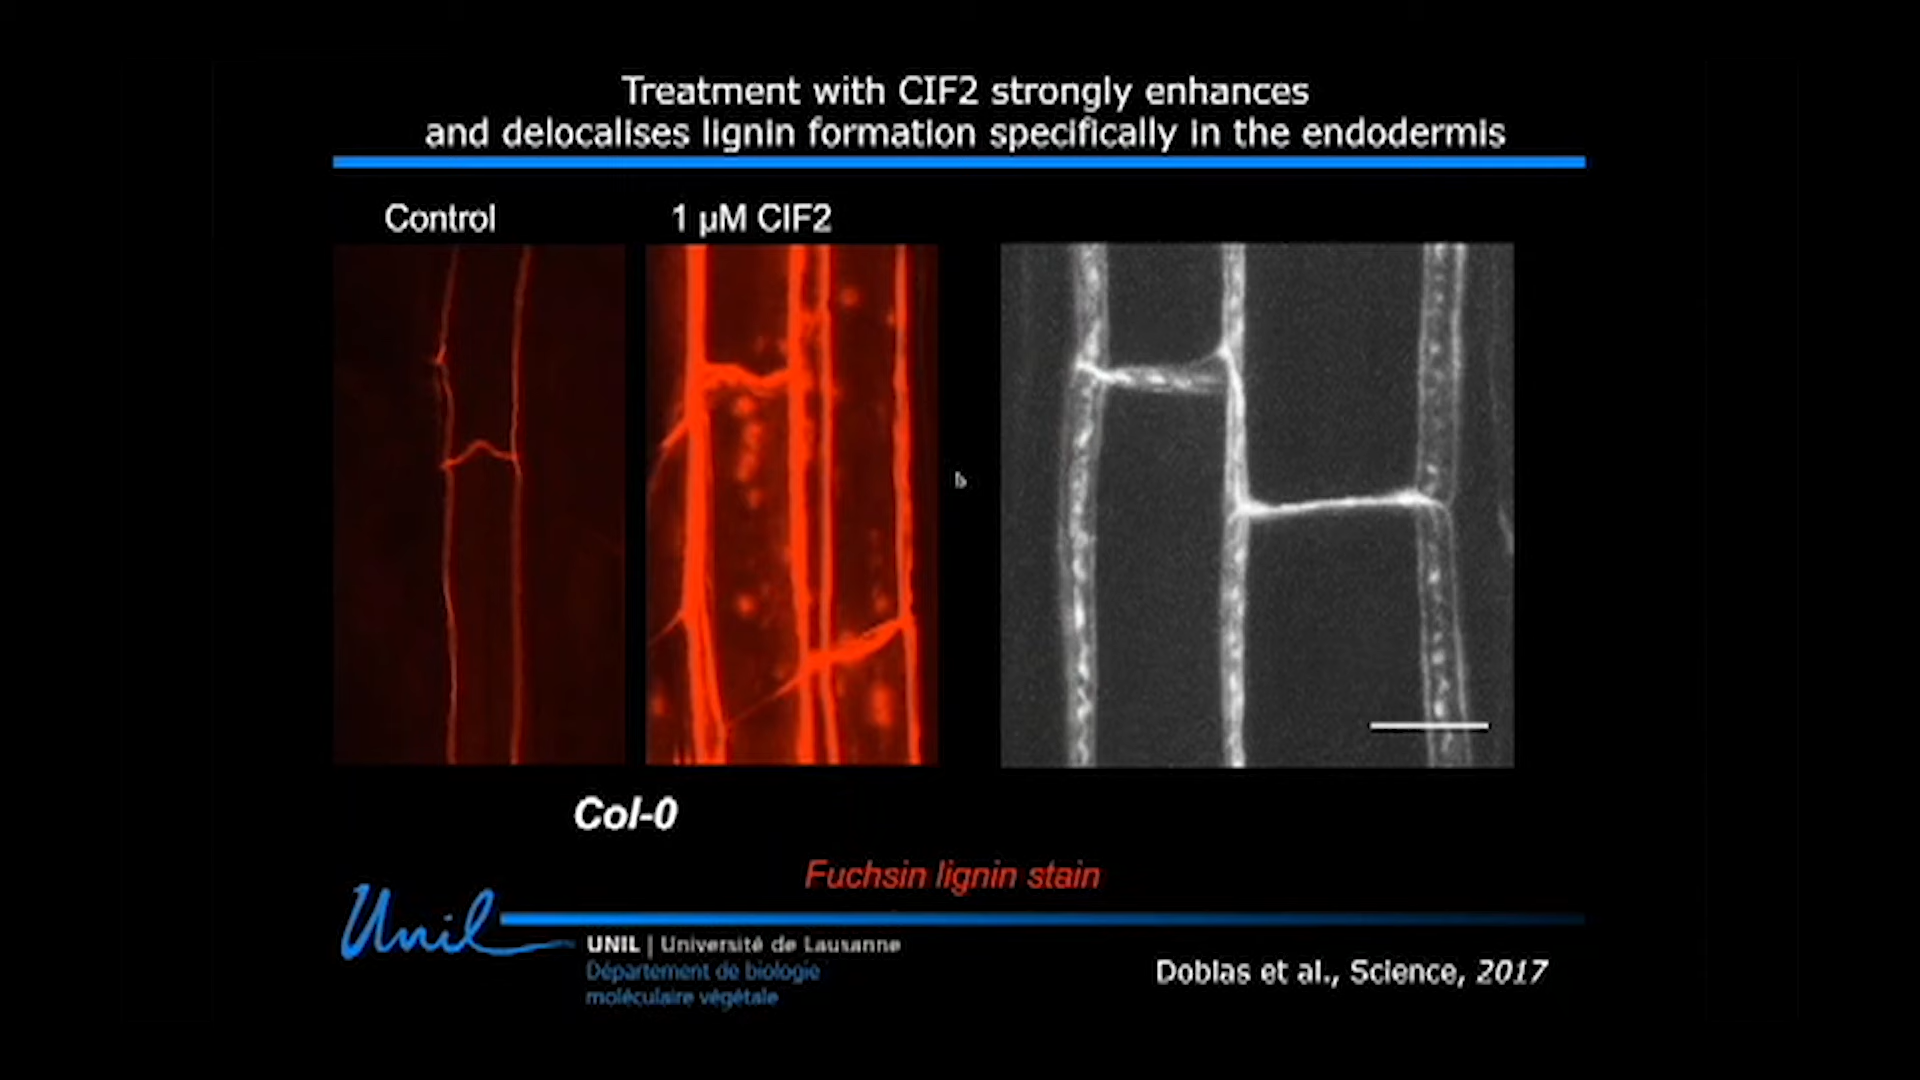 Treatment with CIF2 strongly enhances
and delocalises lignin formation specifically in the endodermis
Control
1 µM CIF2
Col-0
Fuchsin lignin stain
Unil
UNIL | Université de Lausanne
Département de biologie
moléculaire végétale
Doblas et al., Science, 2017